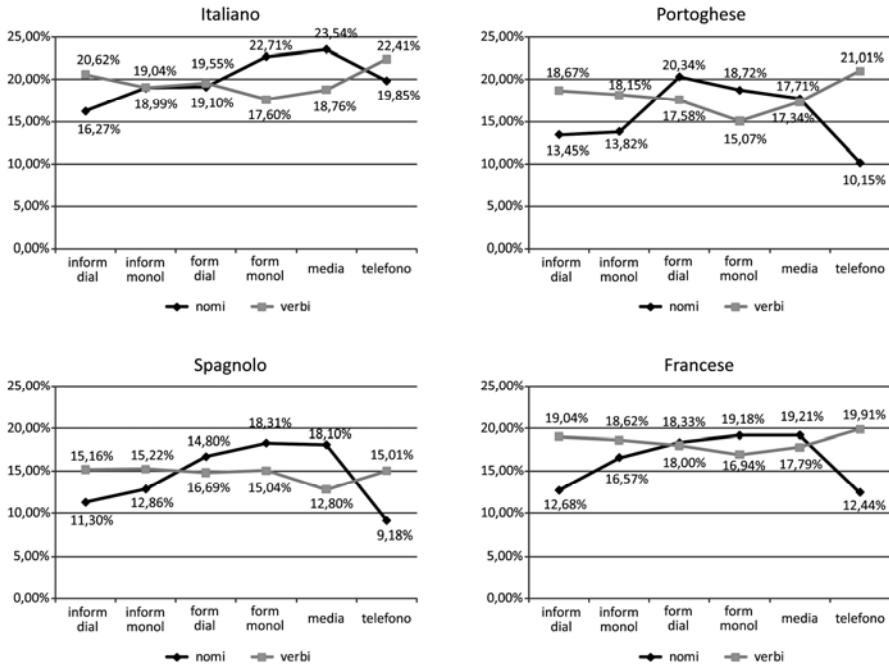 Italiano
25,00%
20,00%
15,00%
10,00%
5,00%
0,00%
20,62%
19,04%
19,55%
22,71%
23,54%
22,41%
16,27%
18,99%
19,10%
17,60%
18,76%
19,85%
inform dial
inform monol
form dial
form monol
media
telefono
nomi
verbi
Portoghese
25,00%
20,00%
15,00%
10,00%
5,00%
0,00%
18,67%
18,15%
20,34%
18,72%
17,71%
21,01%
13,45%
13,82%
17,58%
15,07%
17,34%
10,15%
inform dial
inform monol
form dial
form monol
media
telefono
nomi
verbi
Spagnolo
25,00%
20,00%
15,00%
10,00%
5,00%
0,00%
15,16%
15,22%
14,80%
18,31%
18,10%
15,01%
11,30%
12,86%
16,69%
15,04%
12,80%
9,18%
inform dial
inform monol
form dial
form monol
media
telefono
nomi
verbi
Francese
25,00%
20,00%
15,00%
10,00%
5,00%
0,00%
19,04%
18,62%
18,33%
19,18%
19,21%
19,91%
12,68%
16,57%
18,00%
16,94%
17,79%
12,44%
inform dial
inform monol
form dial
form monol
media
telefono
nomi
verbi